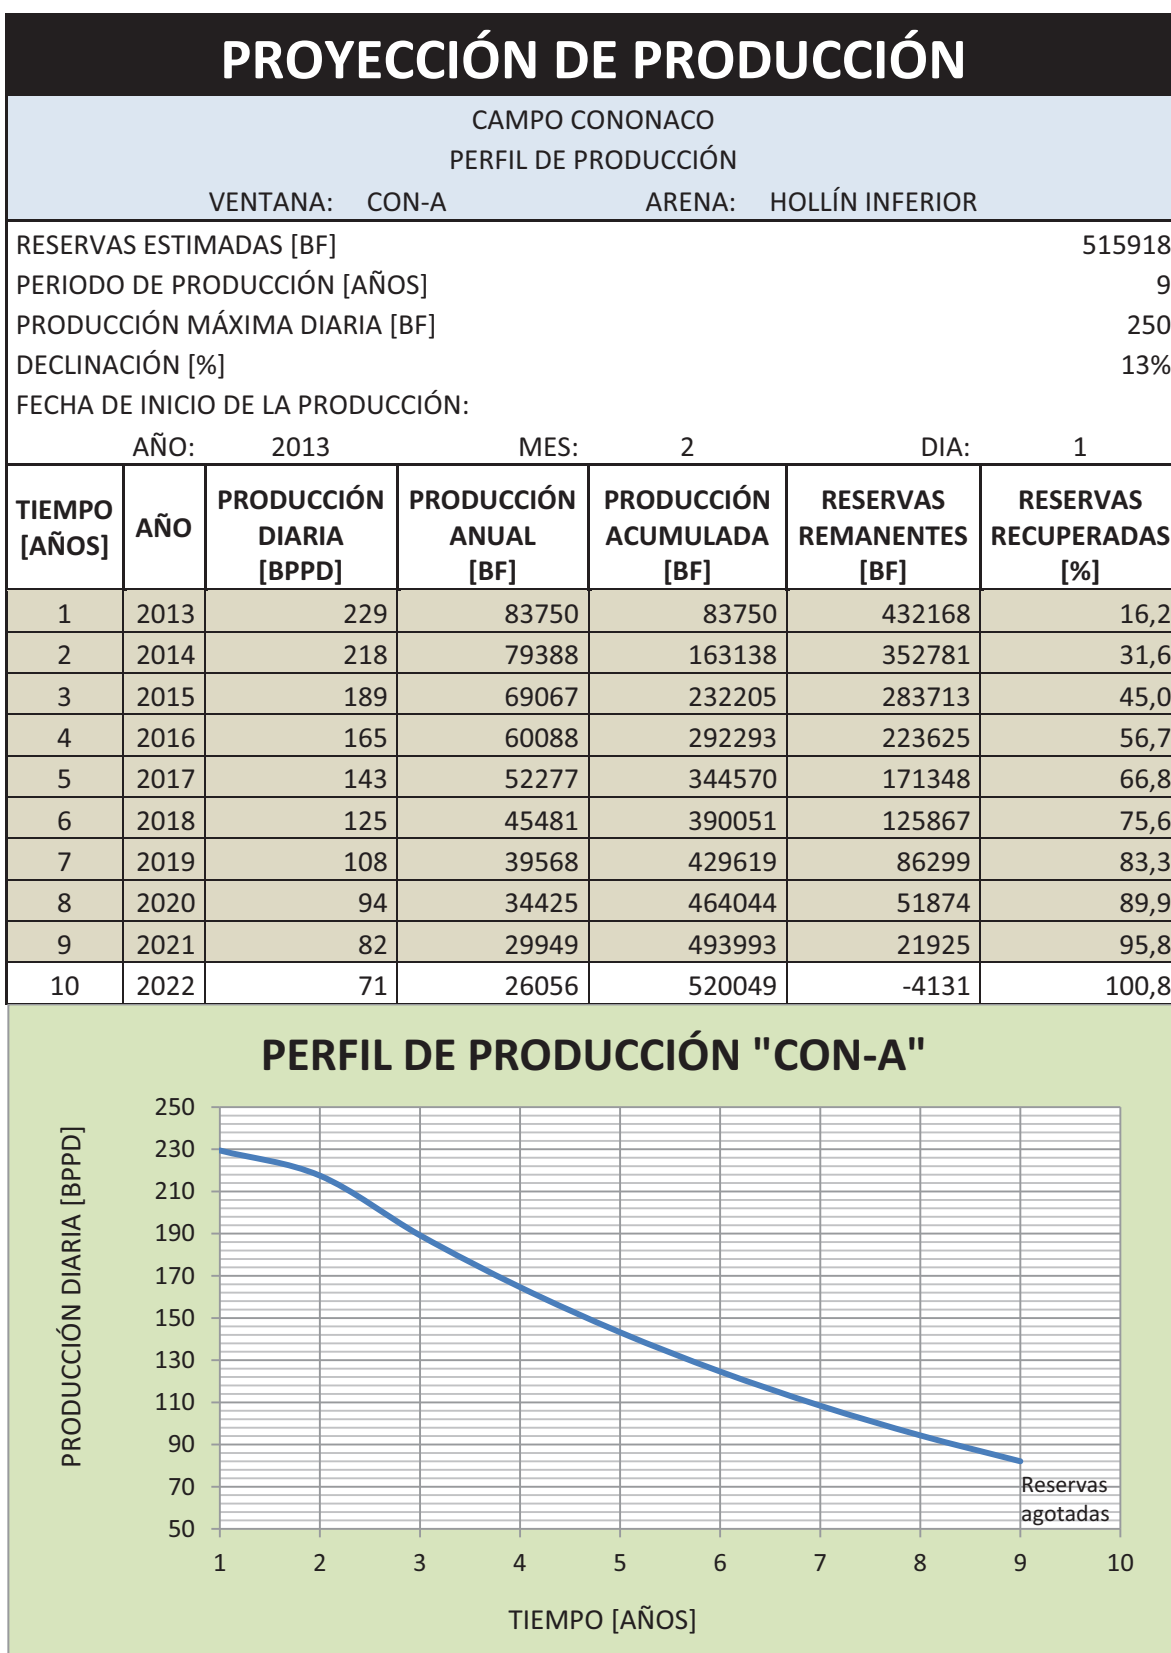 PROYECCIÓN DE PRODUCCIÓN
CAMPO CONONACO
PERFIL DE PRODUCCIÓN
VENTANA: CON-A ARENA: HOLLÍN INFERIOR
RESERVAS ESTIMADAS [BF] 515918
PERIODO DE PRODUCCIÓN [AÑOS] 9
PRODUCCIÓN MÁXIMA DIARIA [BF] 250
DECLINACIÓN [%] 13%
FECHA DE INICIO DE LA PRODUCCIÓN:
AÑO: 2013 MES: 2 DIA: 1
TIEMPO [AÑOS] AÑO PRODUCCIÓN DIARIA [BPPD] PRODUCCIÓN ANUAL [BF] PRODUCCIÓN ACUMULADA [BF] RESERVAS REMANENTES [BF] RESERVAS RECUPERADAS [%]
1 2013 229 83750 83750 432168 16,2
2 2014 218 79388 163138 352781 31,6
3 2015 189 69067 232205 283713 45,0
4 2016 165 60088 292293 223625 56,7
5 2017 143 52277 344570 171348 66,8
6 2018 125 45481 390051 125867 75,6
7 2019 108 39568 429619 86299 83,3
8 2020 94 34425 464044 51874 89,9
9 2021 82 29949 493993 21925 95,8
10 2022 71 26056 520049 -4131 100,8
PERFIL DE PRODUCCIÓN "CON-A"
PRODUCCIÓN DIARIA [BPPD]
250
230
210
190
170
150
130
110
90
70
50
Reservas
agotadas
1 2 3 4 5 6 7 8 9 10
TIEMPO [AÑOS]